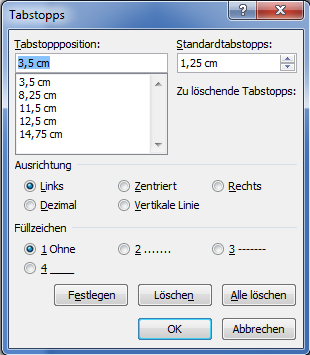 Tabstopps
Tabstoppposition: Standardtabstopps:
3,5 cm 1,25 cm
3,5 cm Zu löschende Tabstopps:
8,25 cm
11,5 cm
12,5 cm
14,75 cm
Ausrichtung
Links Zentriert Rechts
Dezimal Vertikale Linie
Füllzeichen
1 Ohne 2 ....... 3 -------
4 ____
Festlegen Löschen Alle löschen
OK Abbrechen